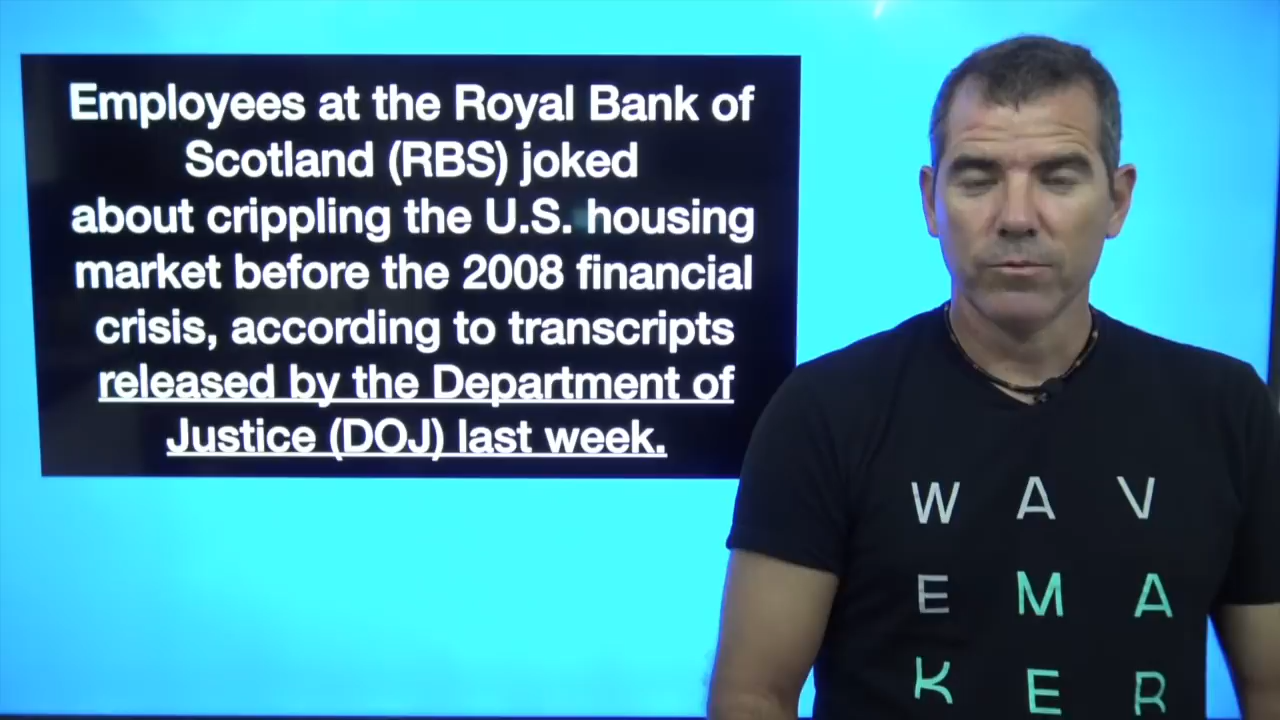 Employees at the Royal Bank of
Scotland (RBS) joked
about crippling the U.S. housing
market before the 2008 financial
crisis, according to transcripts
released by the Department of
Justice (DOJ) last week.
W A V
E M A
K E R